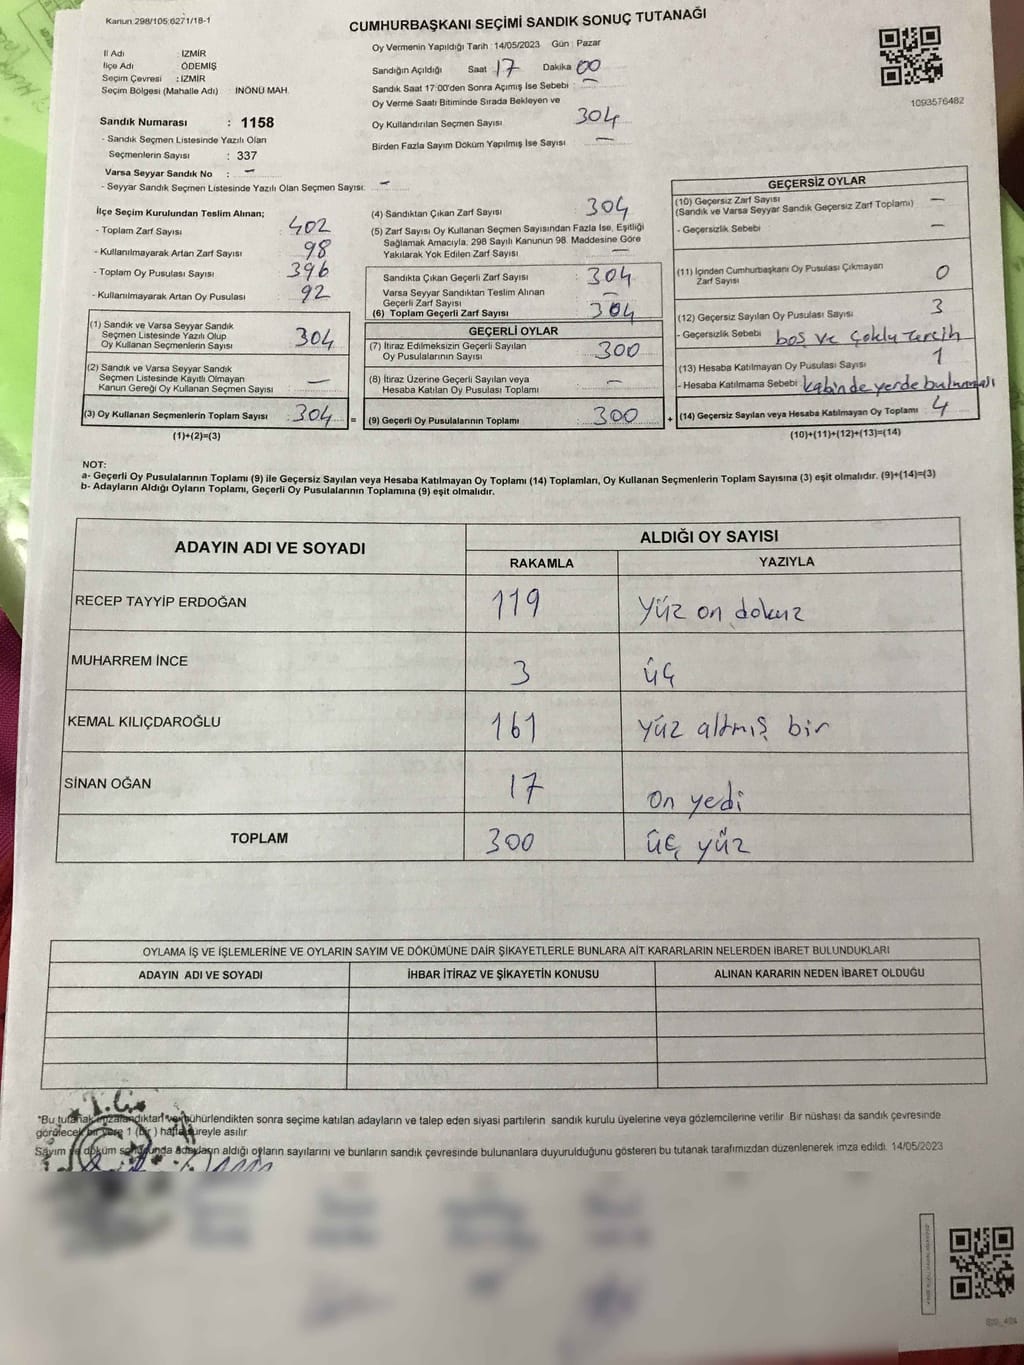 Kanun 298/105;6271/18-1
CUMHURBAŞKANI SEÇİMİ SANDIK SONUÇ TUTANAĞI
İl Adı : İZMİR
İlçe Adı : ÖDEMİŞ
Seçim Çevresi : İZMİR
Seçim Bölgesi (Mahalle Adı) : İNÖNÜ MAH.
Sandık Numarası : 1158
- Sandık Seçmen Listesinde Yazılı Olan
Seçmenlerin Sayısı : 337
Varsa Seyyar Sandık No : —
- Seyyar Sandık Seçmen Listesinde Yazılı Olan Seçmen Sayısı: —
Oy Vermenin Yapıldığı Tarih : 14/05/2023 Gün : Pazar
Sandığın Açıldığı Saat 17 Dakika 00
Sandık Saat 17:00'den Sonra Açımış İse Sebebi : —
Oy Verme Saati Bitiminde Sırada Bekleyen ve
Oy Kullandırılan Seçmen Sayısı : 304
Birden Fazla Sayım Döküm Yapılmış İse Sayısı : —
1093576482
İlçe Seçim Kurulundan Teslim Alınan;
- Toplam Zarf Sayısı : 402
- Kullanılmayarak Artan Zarf Sayısı : 98
- Toplam Oy Pusulası Sayısı : 396
- Kullanılmayarak Artan Oy Pusulası : 92
(1) Sandık ve Varsa Seyyar Sandık
Seçmen Listesinde Yazılı Olup
Oy Kullanan Seçmenlerin Sayısı : 304
(2) Sandık ve Varsa Seyyar Sandık
Seçmen Listesinde Kayıtlı Olmayan
Kanun Gereği Oy Kullanan Seçmen Sayısı : —
(3) Oy Kullanan Seçmenlerin Toplam Sayısı : 304
(1)+(2)=(3)
(4) Sandıktan Çıkan Zarf Sayısı : 304
(5) Zarf Sayısı Oy Kullanan Seçmen Sayısından Fazla İse, Eşitliği
Sağlamak Amacıyla, 298 Sayılı Kanunun 98. Maddesine Göre
Yakılarak Yok Edilen Zarf Sayısı : —
Sandıkta Çıkan Geçerli Zarf Sayısı : 304
Varsa Seyyar Sandıktan Teslim Alınan
Geçerli Zarf Sayısı : —
(6) Toplam Geçerli Zarf Sayısı : 304
GEÇERLİ OYLAR
(7) İtiraz Edilmeksizin Geçerli Sayılan
Oy Pusulalarının Sayısı : 300
(8) İtiraz Üzerine Geçerli Sayılan veya
Hesaba Katılan Oy Pusulası Toplamı : —
= (9) Geçerli Oy Pusulalarının Toplamı : 300 +
GEÇERSİZ OYLAR
(10) Geçersiz Zarf Sayısı
(Sandık ve Varsa Seyyar Sandık Geçersiz Zarf Toplamı) : —
- Geçersizlik Sebebi : —
(11) İçinden Cumhurbaşkanı Oy Pusulası Çıkmayan
Zarf Sayısı : 0
(12) Geçersiz Sayılan Oy Pusulası Sayısı : 3
- Geçersizlik Sebebi : boş ve çoklu tercih
(13) Hesaba Katılmayan Oy Pusulası Sayısı : 1
- Hesaba Katılmama Sebebi : kabinde yerde bulunması
(14) Geçersiz Sayılan veya Hesaba Katılmayan Oy Toplamı : 4
(10)+(11)+(12)+(13)=(14)
NOT:
a- Geçerli Oy Pusulalarının Toplamı (9) ile Geçersiz Sayılan veya Hesaba Katılmayan Oy Toplamı (14) Toplamları, Oy Kullanan Seçmenlerin Toplam Sayısına (3) eşit olmalıdır. (9)+(14)=(3)
b- Adayların Aldığı Oyların Toplamı, Geçerli Oy Pusulalarının Toplamına (9) eşit olmalıdır.
ADAYIN ADI VE SOYADI ALDIĞI OY SAYISI
RAKAMLA YAZIYLA
RECEP TAYYİP ERDOĞAN 119 Yüz on dokuz
MUHARREM İNCE 3 üç
KEMAL KILIÇDAROĞLU 161 yüz altmış bir
SİNAN OĞAN 17 on yedi
TOPLAM 300 üç yüz
OYLAMA İŞ VE İŞLEMLERİNE VE OYLARIN SAYIM VE DÖKÜMÜNE DAİR ŞİKAYETLERLE BUNLARA AİT KARARLARIN NELERDEN İBARET BULUNDUKLARI
ADAYIN ADI VE SOYADI İHBAR İTİRAZ VE ŞİKAYETİN KONUSU ALINAN KARARIN NEDEN İBARET OLDUĞU
T.C.
*Bu tutanak imzalandıktan ve mühürlendikten sonra seçime katılan adayların ve talep eden siyasi partilerin sandık kurulu üyelerine veya gözlemcilerine verilir. Bir nüshası da sandık çevresinde
görülecek bir yere 1 (Bir) hafta süreyle asılır.
Sayım ve döküm sonucunda adayların aldığı oyların sayılarını ve bunların sandık çevresinde bulunanlara duyurulduğunu gösteren bu tutanak tarafımızdan düzenlenerek imza edildi. 14/05/2023